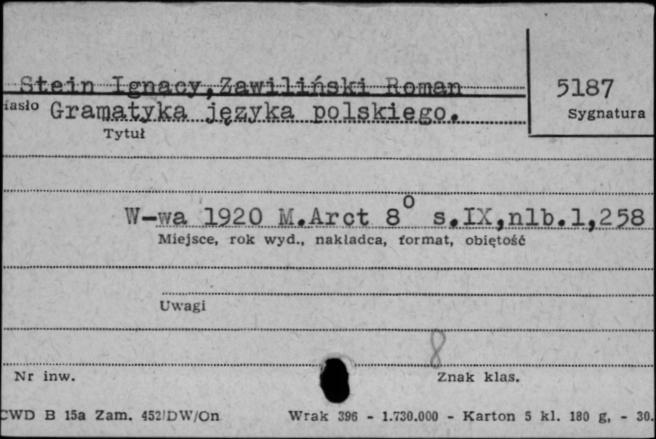 Stein Ignacy,Zawiliński Roman
5187
iasło Gramatyka języka polskiego.
Sygnatura
Tytuł
W-wa 1920 M.Arct 8° s.IX,nlb.1,258
Miejsce, rok wyd., nakładca, format, objętość
Uwagi
8
Nr inw.
Znak klas.
CWD B 15a Zam. 452/DW/On Wrak 396 - 1.730.000 - Karton 5 kl. 180 g, - 30.